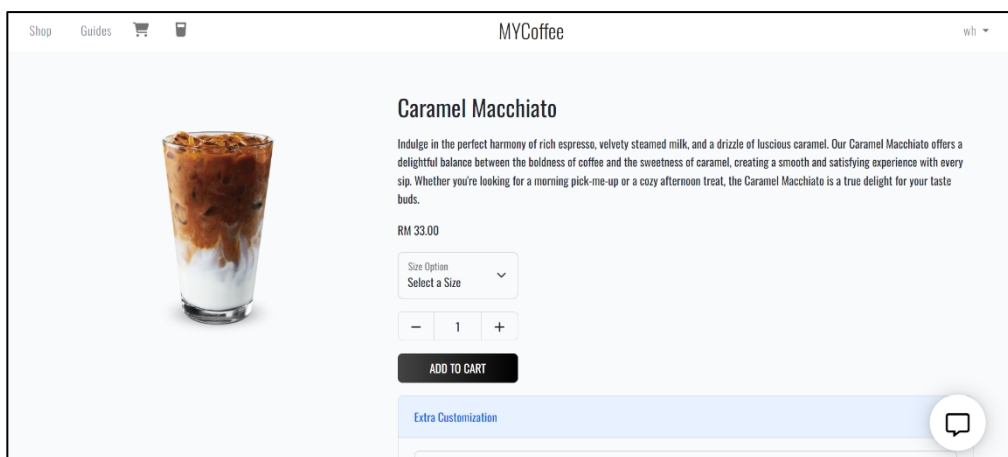 Shop Guides MYCoffee wh
Caramel Macchiato
Indulge in the perfect harmony of rich espresso, velvety steamed milk, and a drizzle of luscious caramel. Our Caramel Macchiato offers a
delightful balance between the boldness of coffee and the sweetness of caramel, creating a smooth and satisfying experience with every
sip. Whether you're looking for a morning pick-me-up or a cozy afternoon treat, the Caramel Macchiato is a true delight for your taste
buds.
RM 33.00
Size Option
Select a Size
− 1 +
ADD TO CART
Extra Customization